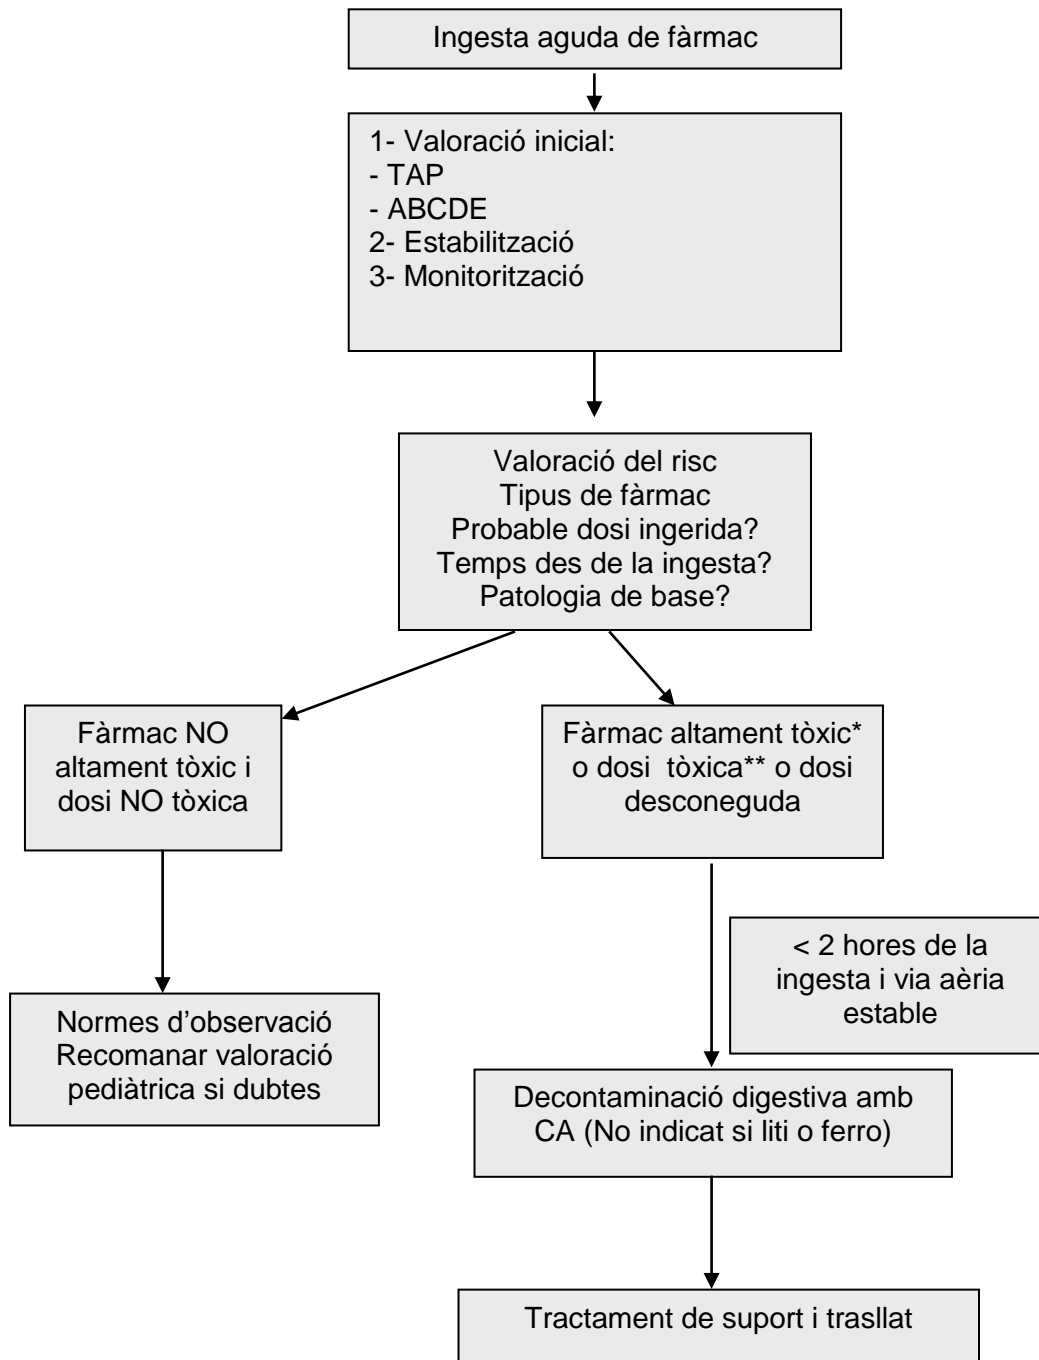 Ingesta aguda de fàrmac
1- Valoració inicial:
- TAP
- ABCDE
2- Estabilització
3- Monitorització
Valoració del risc
Tipus de fàrmac
Probable dosi ingerida?
Temps des de la ingesta?
Patologia de base?
Fàrmac NO
altament tòxic i
dosi NO tòxica
Fàrmac altament tòxic*
o dosi  tòxica** o dosi
desconeguda
< 2 hores de la
ingesta i via aèria
estable
Normes d’observació
Recomanar valoració
pediàtrica si dubtes
Decontaminació digestiva amb
CA (No indicat si liti o ferro)
Tractament de suport i trasllat